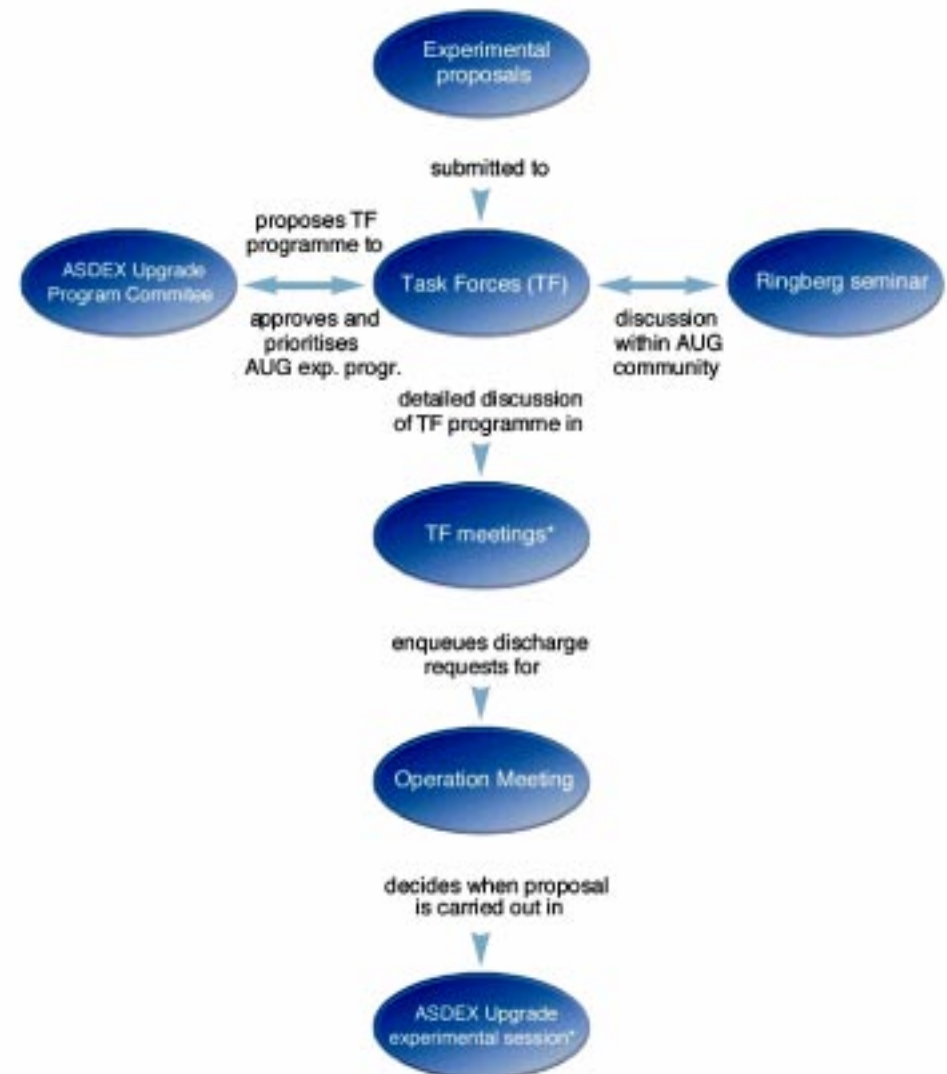 Experimental
proposals
submitted to
proposes TF
programme to
ASDEX Upgrade
Program Commitee
Task Forces (TF)
Ringberg seminar
approves and
prioritises
AUG exp. progr.
discussion
within AUG
community
detailed discussion
of TF programme in
TF meetings*
enqueues discharge
requests for
Operation Meeting
decides when proposal
is carried out in
ASDEX Upgrade
experimental session*